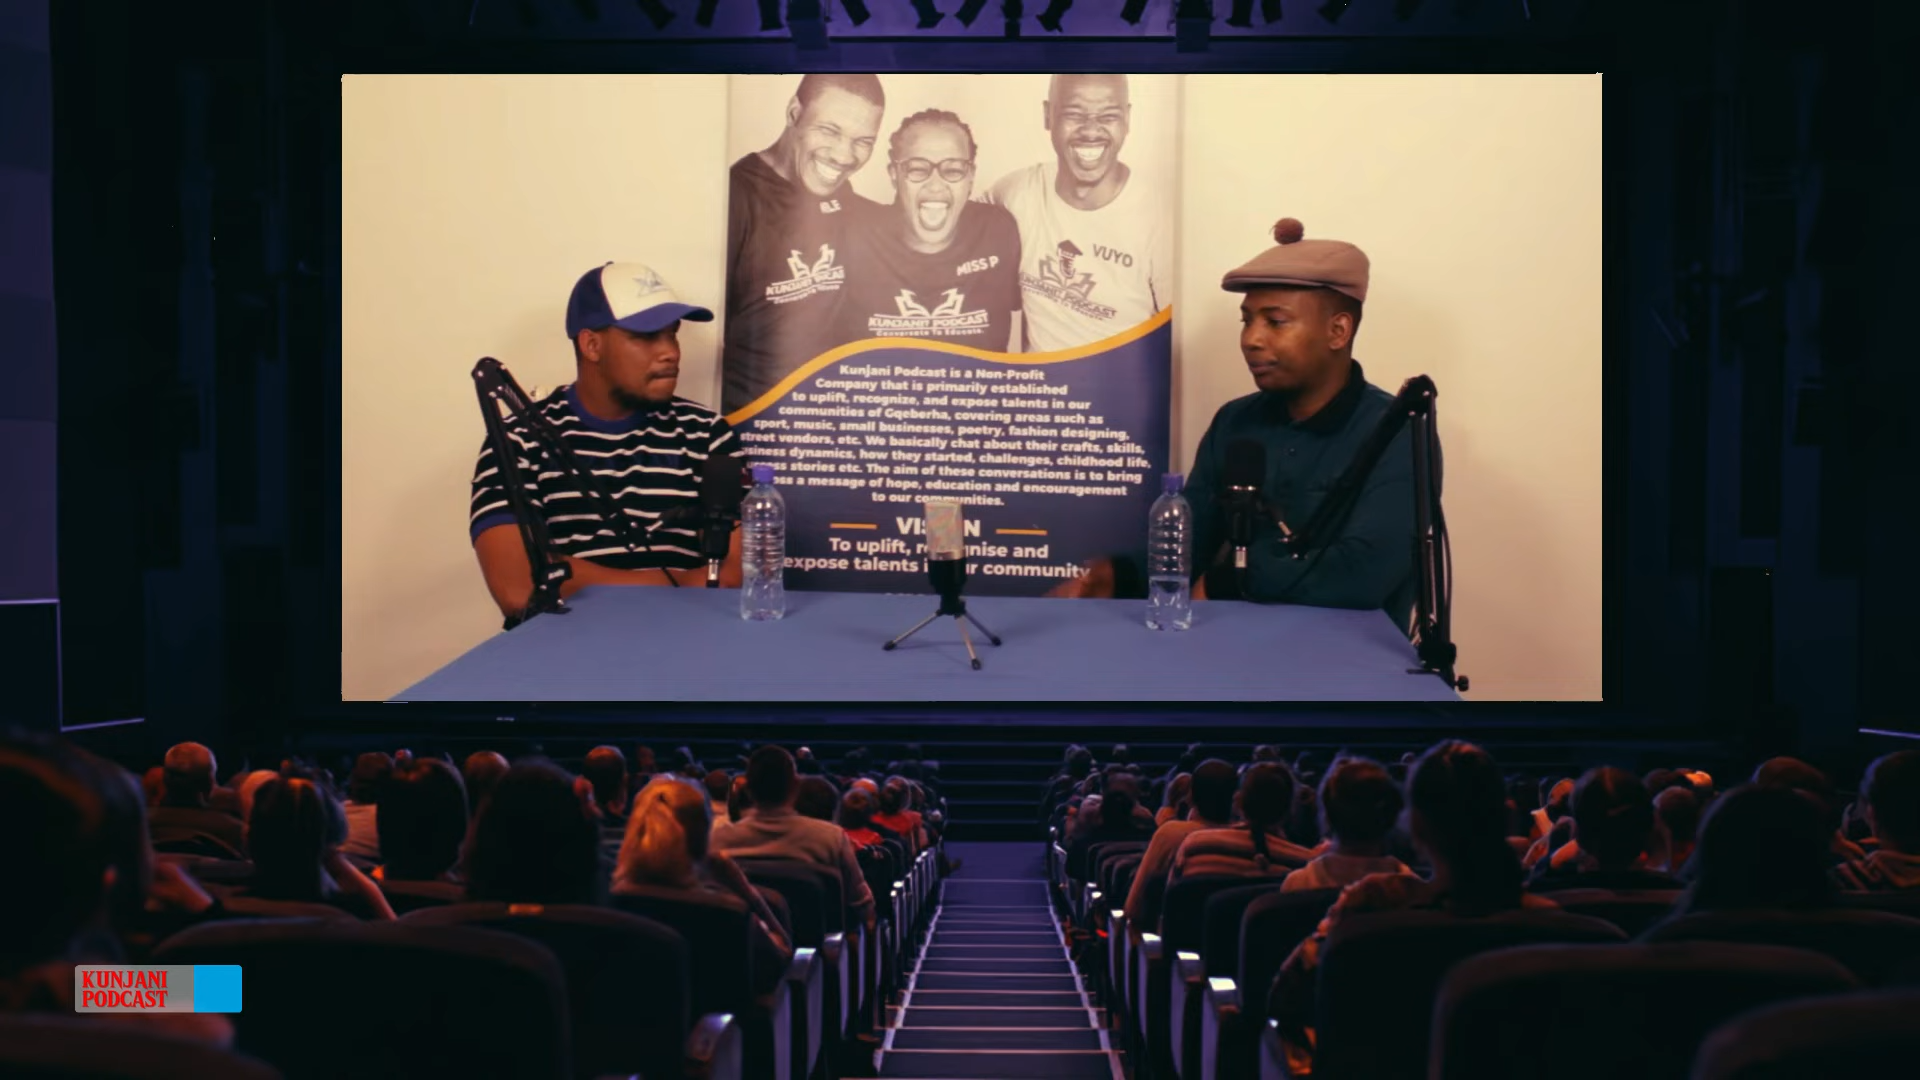 VUYO
MISS P
KUNJANI PODCAST
Converate To Educate.
Kunjani Podcast is a Non-Profit
Company that is primarily established
to uplift, recognize, and expose talents in our
communities of Gqeberha, covering areas such as
sport, music, small businesses, poetry, fashion designing,
street vendors, etc. We basically chat about their crafts, skills,
dynamics, how they started, challenges, childhood life,
stories etc. The aim of these conversations is to bring
a message of hope, education and encouragement
to our communities.
To uplift, and
expose talents community
KUNJANI
PODCAST